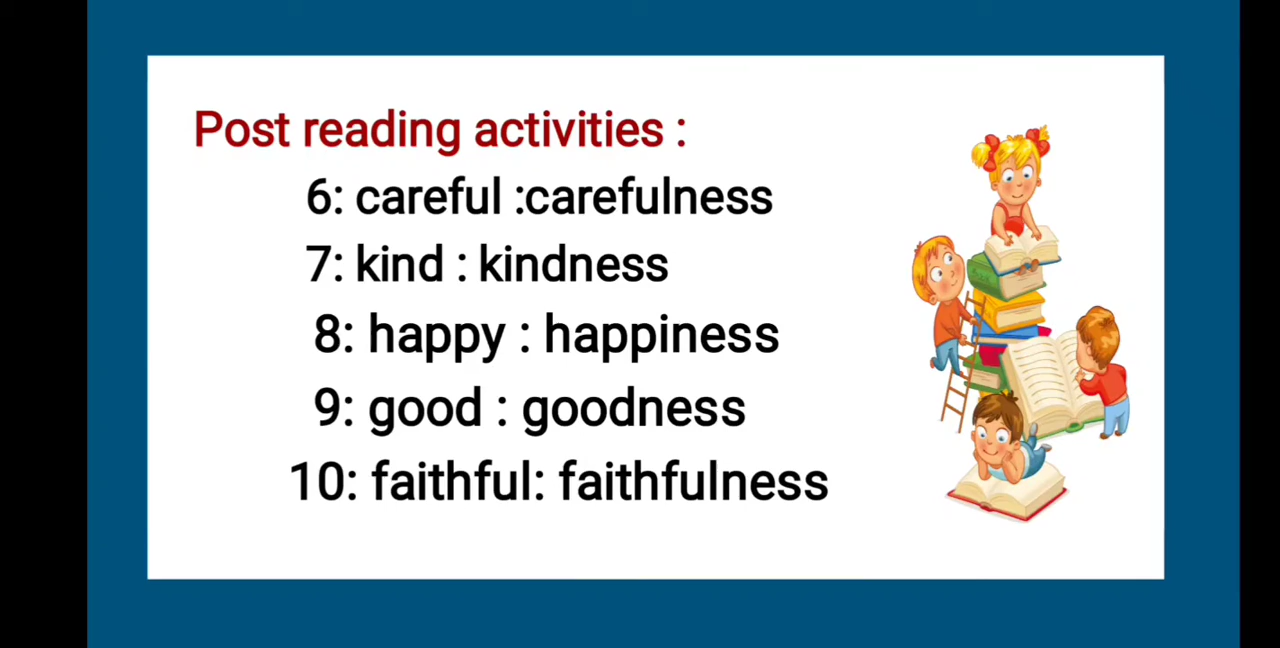 Post reading activities :
6: careful :carefulness
7: kind : kindness
8: happy : happiness
9: good : goodness
10: faithful: faithfulness